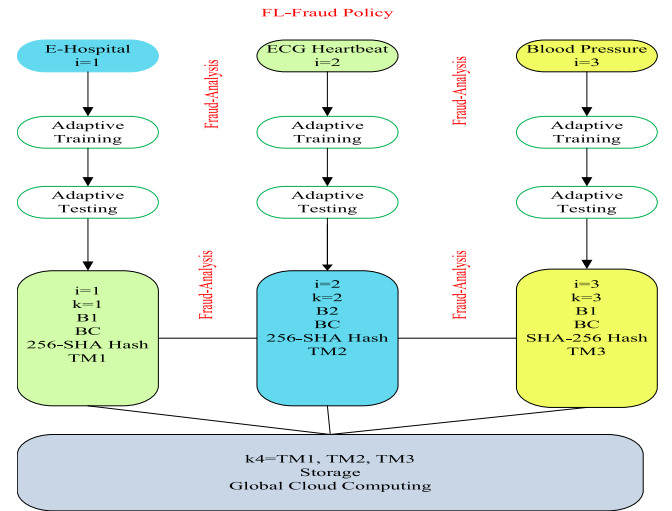 FL-Fraud Policy
E-Hospital
i=1
ECG Heartbeat
i=2
Blood Pressure
i=3
Fraud-Analysis
Fraud-Analysis
Adaptive
Training
Adaptive
Training
Adaptive
Training
Adaptive
Testing
Adaptive
Testing
Adaptive
Testing
Fraud-Analysis
Fraud-Analysis
i=1
k=1
B1
BC
256-SHA Hash
TM1
i=2
k=2
B2
BC
256-SHA Hash
TM2
i=3
k=3
B1
BC
SHA-256 Hash
TM3
k4=TM1, TM2, TM3
Storage
Global Cloud Computing